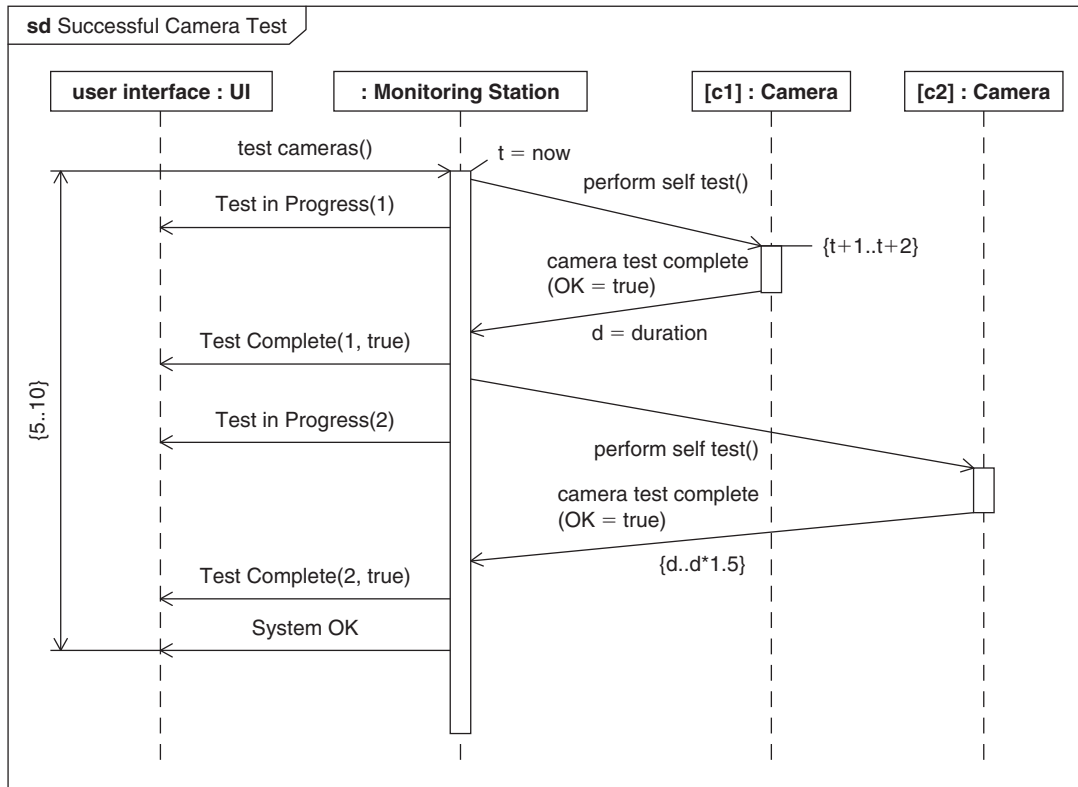 sd Successful Camera Test
user interface : UI
: Monitoring Station
[c1] : Camera
[c2] : Camera
test cameras()
t = now
perform self test()
Test in Progress(1)
{t+1..t+2}
camera test complete
(OK = true)
d = duration
Test Complete(1, true)
{5..10}
Test in Progress(2)
perform self test()
camera test complete
(OK = true)
{d..d*1.5}
Test Complete(2, true)
System OK